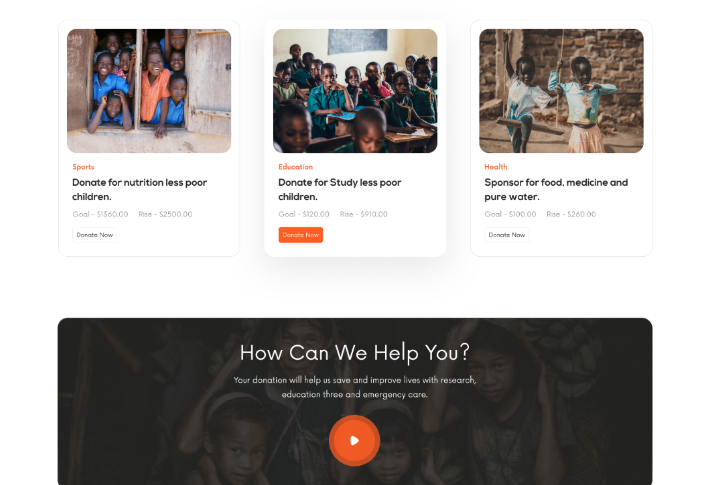 Sports
Donate for nutrition less poor
children.
Goal - $1360.00 Rise - $2500.00
Donate Now
Education
Donate for Study less poor
children.
Goal - $120.00 Rise - $910.00
Donate Now
Health
Sponsor for food, medicine and
pure water.
Goal - $100.00 Rise - $260.00
Donate Now
How Can We Help You?
Your donation will help us save and improve lives with research,
education three and emergency care.